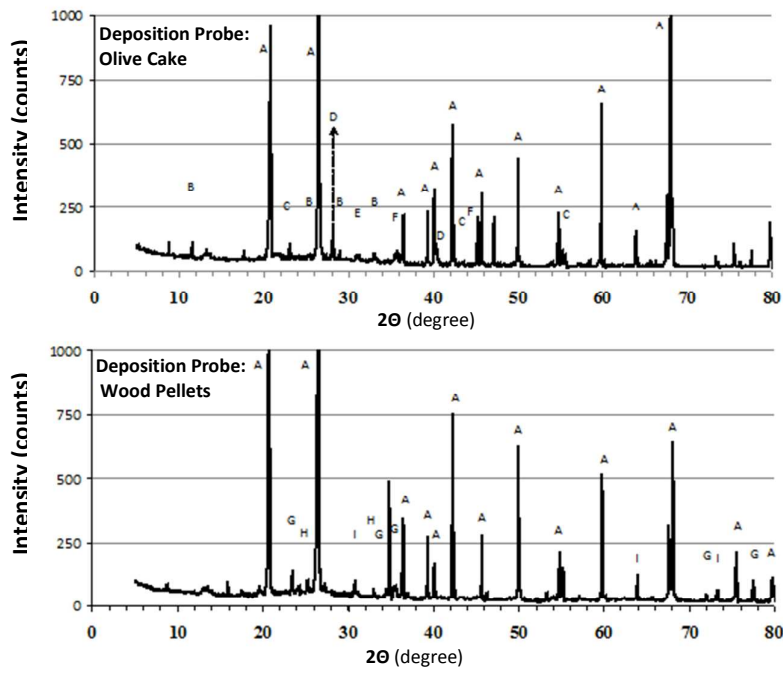 Intensity (counts)
Deposition Probe:
Olive Cake
1000
750
500
250
0
A
A
A
D
A
A
A
A
A
A
B
C
B
B
E
B
F
A
D
C
F
A
C
A
0 10 20 30 40 50 60 70 80
2Θ (degree)
Intensity (counts)
Deposition Probe:
Wood Pellets
1000
750
500
250
0
A
A
A
A
A
A
G
H
I
H
G
G
A
A
A
A
A
I
G
I
A
G
A
0 10 20 30 40 50 60 70 80
2Θ (degree)